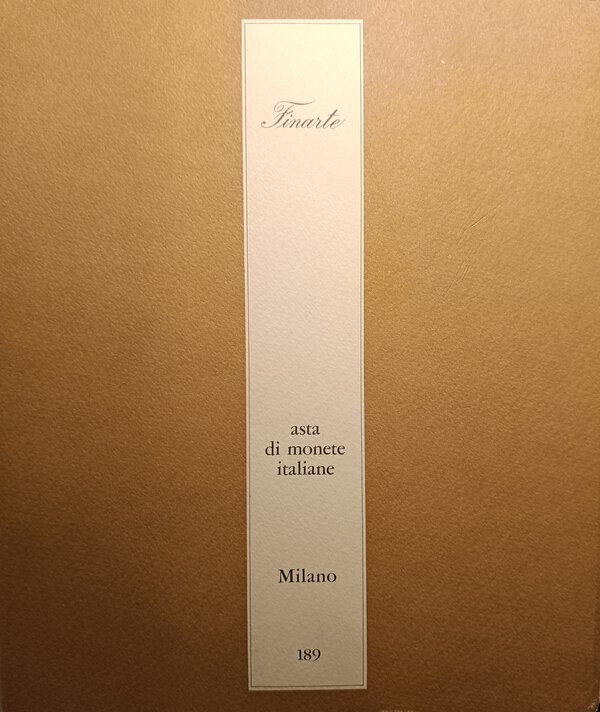 Finarte
asta
di monete
italiane
Milano
189